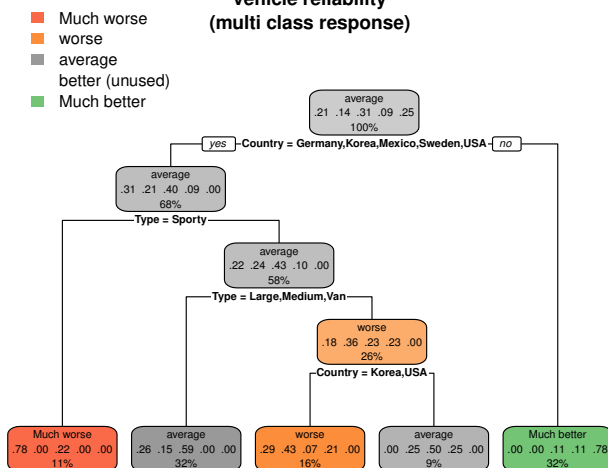 vehicle reliability
(multi class response)
Much worse
worse
average
better (unused)
Much better
average
.21 .14 .31 .09 .25
100%
yes Country = Germany,Korea,Mexico,Sweden,USA no
average
.31 .21 .40 .09 .00
68%
Type = Sporty
average
.22 .24 .43 .10 .00
58%
Type = Large,Medium,Van
worse
.18 .36 .23 .23 .00
26%
Country = Korea,USA
Much worse
.78 .00 .22 .00 .00
11%
average
.26 .15 .59 .00 .00
32%
worse
.29 .43 .07 .21 .00
16%
average
.00 .25 .50 .25 .00
9%
Much better
.00 .00 .11 .11 .78
32%